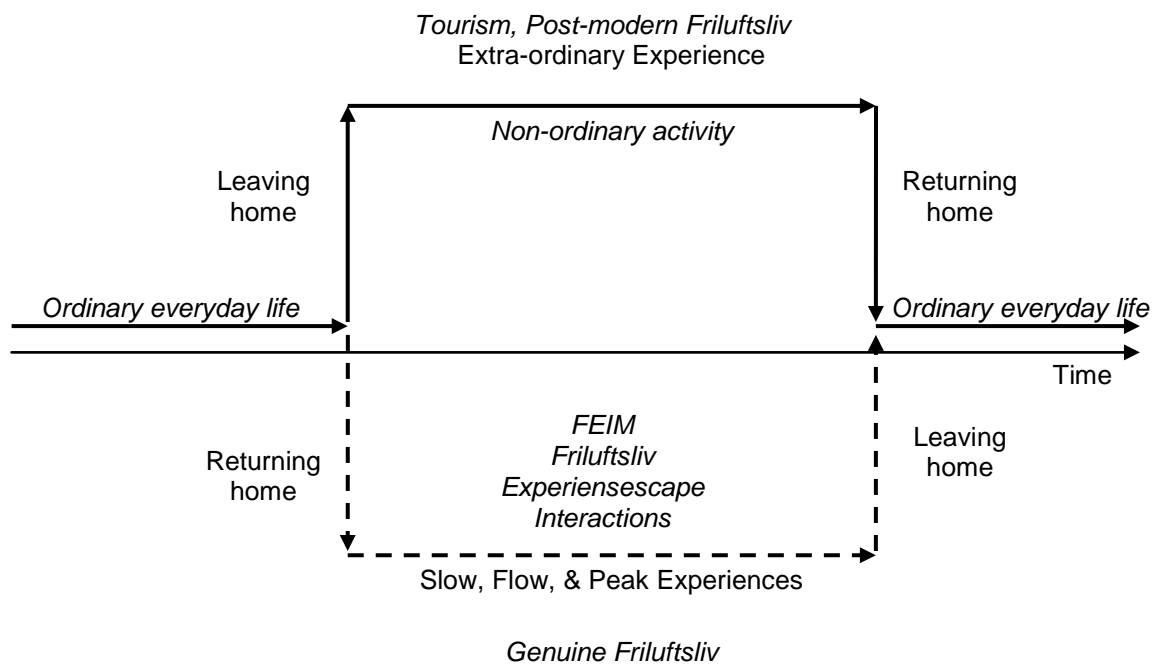 Tourism, Post-modern Friluftsliv
Extra-ordinary Experience
Non-ordinary activity
Leaving
home
Returning
home
Ordinary everyday life
Ordinary everyday life
Time
Returning
home
FEIM
Friluftsliv
Experiensescape
Interactions
Leaving
home
Slow, Flow, & Peak Experiences
Genuine Friluftsliv